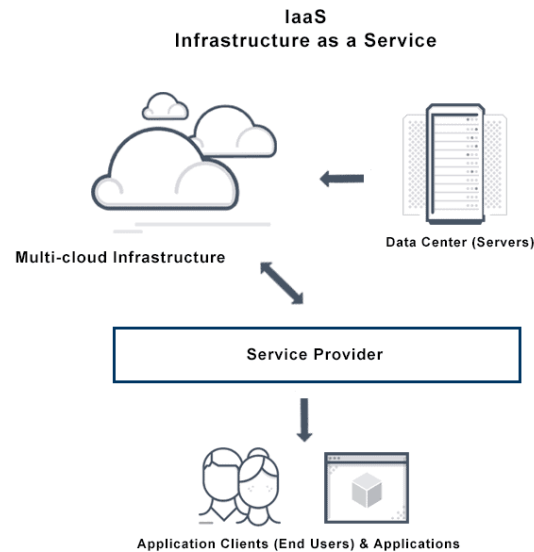 IaaS
Infrastructure as a Service
Data Center (Servers)
Multi-cloud Infrastructure
Service Provider
Application Clients (End Users) & Applications